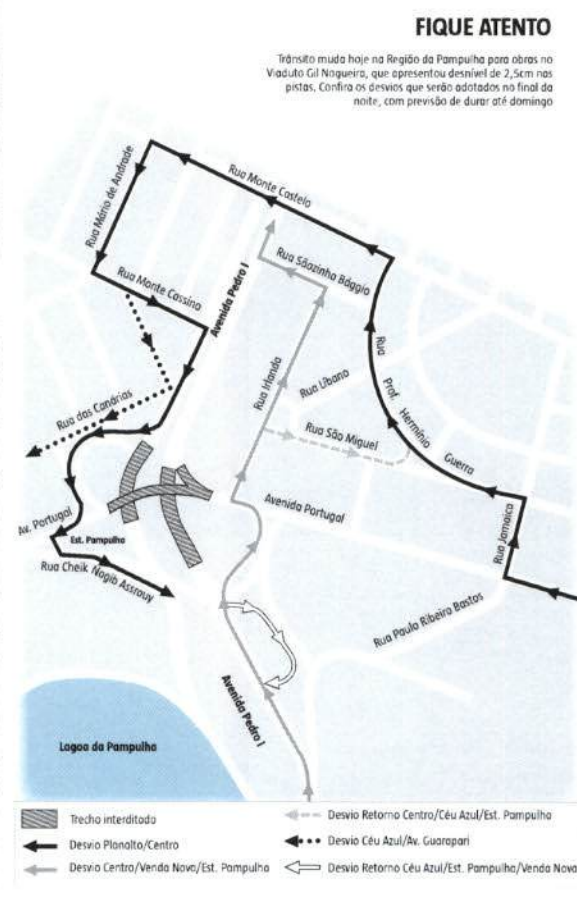 FIQUE ATENTO
Trânsito muda hoje na Região da Pampulha para obras no
Viaduto Gil Nogueira, que apresentou desnível de 2,5cm nas
pistas. Confira os desvios que serão adotados no final da
noite, com previsão de durar até domingo
Rua Monte Castelo
Rua Mário de Andrade
Rua Monte Cassino
Avenida Pedro I
Rua Sãozinha Bággio
Rua Irlanda
Rua Líbano
Rua Prof. Hermínio Guerra
Rua São Miguel
Rua das Canárias
Avenida Portugal
Rua Jamaica
Av. Portugal
Est. Pampulha
Rua Cheik Nagib Assrauy
Rua Paulo Ribeiro Bastos
Avenida Pedro I
Lagoa da Pampulha
Trecho interditado
Desvio Planalto/Centro
Desvio Centro/Venda Nova/Est. Pampulha
Desvio Retorno Centro/Céu Azul/Est. Pampulha
Desvio Céu Azul/Av. Guarapari
Desvio Retorno Céu Azul/Est. Pampulha/Venda Nova